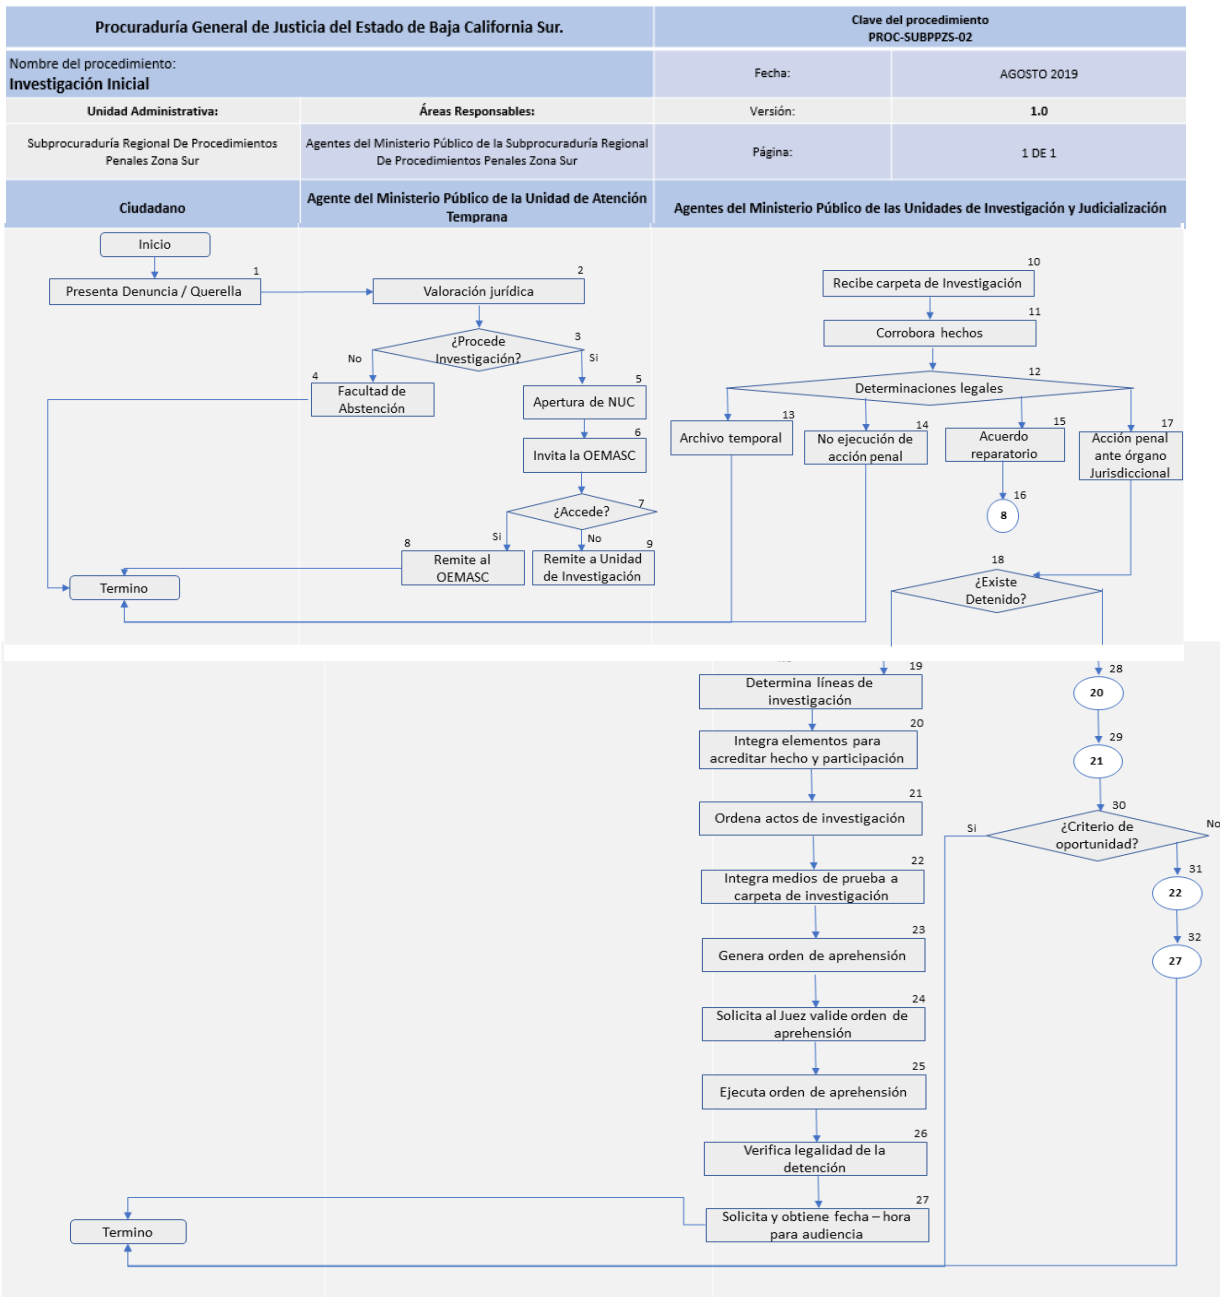 Procuraduría General de Justicia del Estado de Baja California Sur.
Clave del procedimiento
PROC-SUBPPZS-02
Nombre del procedimiento:
Investigación Inicial
Fecha:
AGOSTO 2019
Unidad Administrativa:
Áreas Responsables:
Versión:
1.0
Subprocuraduría Regional De Procedimientos
Penales Zona Sur
Agentes del Ministerio Público de la Subprocuraduría Regional
De Procedimientos Penales Zona Sur
Página:
1 DE 1
Ciudadano
Agente del Ministerio Público de la Unidad de Atención
Temprana
Agentes del Ministerio Público de las Unidades de Investigación y Judicialización
Inicio
1
Presenta Denuncia / Querella
2
Valoración jurídica
3
¿Procede
Investigación?
No
Si
4
Facultad de
Abstención
5
Apertura de NUC
6
Invita la OEMASC
7
¿Accede?
Si
No
8
Remite al
OEMASC
9
Remite a Unidad
de Investigación
Termino
10
Recibe carpeta de Investigación
11
Corrobora hechos
12
Determinaciones legales
13
Archivo temporal
14
No ejecución de
acción penal
15
Acuerdo
reparatorio
16
8
17
Acción penal
ante órgano
Jurisdiccional
18
¿Existe
Detenido?
19
Determina líneas de
investigación
20
Integra elementos para
acreditar hecho y participación
21
Ordena actos de investigación
22
Integra medios de prueba a
carpeta de investigación
23
Genera orden de aprehensión
24
Solicita al Juez valide orden de
aprehensión
25
Ejecuta orden de aprehensión
26
Verifica legalidad de la
detención
27
Solicita y obtiene fecha – hora
para audiencia
28
20
29
21
30
¿Criterio de
oportunidad?
Si
No
31
22
32
27
Termino